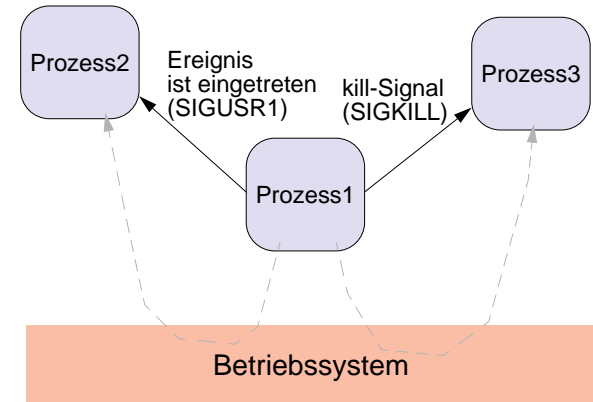 Prozess2
Ereignis
ist eingetreten
(SIGUSR1)
kill-Signal
(SIGKILL)
Prozess3
Prozess1
Betriebssystem